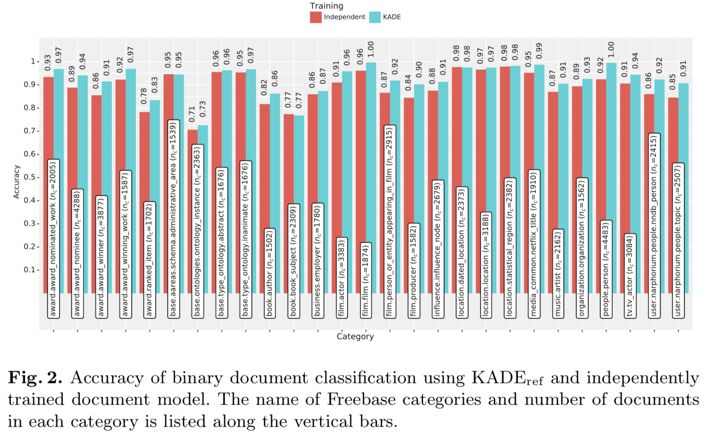 Training
Independent KADE
0.93 0.97 0.89 0.94 0.86 0.91 0.92 0.97 0.78 0.83 0.95 0.95 0.71 0.73 0.96 0.96 0.95 0.97 0.82 0.86 0.77 0.77 0.86 0.87 0.91 0.96 0.96 1.00 0.87 0.92 0.84 0.90 0.88 0.91 0.98 0.98 0.97 0.97 0.98 0.98 0.95 0.99 0.87 0.91 0.89 0.93 0.92 1.00 0.91 0.94 0.86 0.92 0.85 0.91
1
0.9
0.8
0.7
0.6
0.5
0.4
0.3
0.2
0.1
Accuracy
award.award_nominated_work (nc=2005)
award.award_nominee (nc=4288)
award.award_winner (nc=3877)
award.award_winning_work (nc=1587)
award.ranked_item (nc=1702)
base.aareas.schema.administrative_area (nc=1539)
base.ontologies.ontology_instance (nc=2363)
base.type_ontology.abstract (nc=1676)
base.type_ontology.inanimate (nc=1676)
book.author (nc=1502)
book.book_subject (nc=2309)
business.employer (nc=1780)
film.actor (nc=3383)
film.film (nc=1874)
film.person_or_entity_appearing_in_film (nc=2915)
film.producer (nc=1582)
influence.influence_node (nc=2679)
location.dated_location (nc=2373)
location.location (nc=3188)
location.statistical_region (nc=2382)
media_common.netflix_title (nc=1910)
music.artist (nc=2162)
organization.organization (nc=1562)
people.person (nc=4483)
tv.tv_actor (nc=3084)
user.narphorium.people.nndb_person (nc=2415)
user.narphorium.people.topic (nc=2507)
Category
Fig. 2. Accuracy of binary document classification using KADEref and independently
trained document model. The name of Freebase categories and number of documents
in each category is listed along the vertical bars.